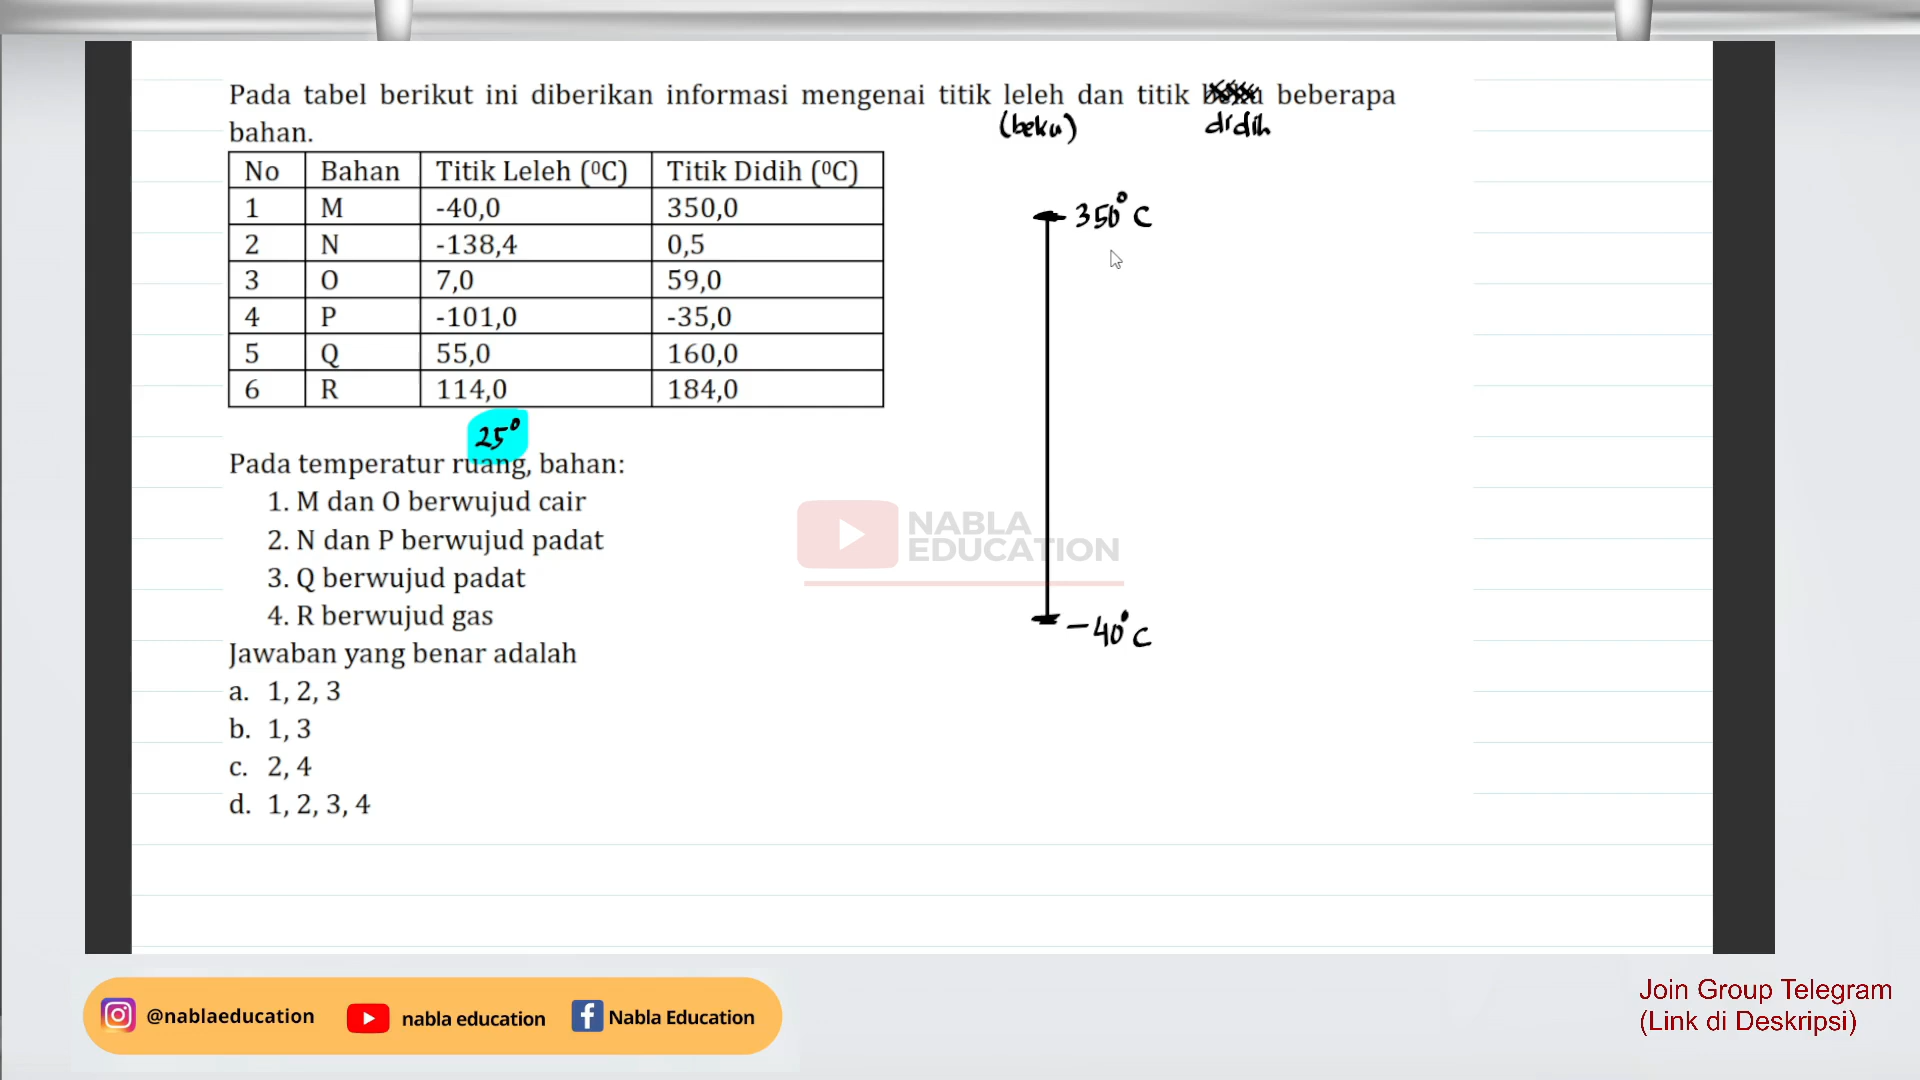 Pada tabel berikut ini diberikan informasi mengenai titik leleh dan titik beku beberapa
(beku) didih
bahan.
No Bahan Titik Leleh (⁰C) Titik Didih (⁰C)
1 M -40,0 350,0
2 N -138,4 0,5
3 O 7,0 59,0
4 P -101,0 -35,0
5 Q 55,0 160,0
6 R 114,0 184,0
350°C
25°
Pada temperatur ruang, bahan:
1. M dan O berwujud cair
2. N dan P berwujud padat
3. Q berwujud padat
4. R berwujud gas
NABLA
EDUCATION
-40°C
Jawaban yang benar adalah
a. 1, 2, 3
b. 1, 3
c. 2, 4
d. 1, 2, 3, 4
@nablaeducation nabla education Nabla Education
Join Group Telegram
(Link di Deskripsi)